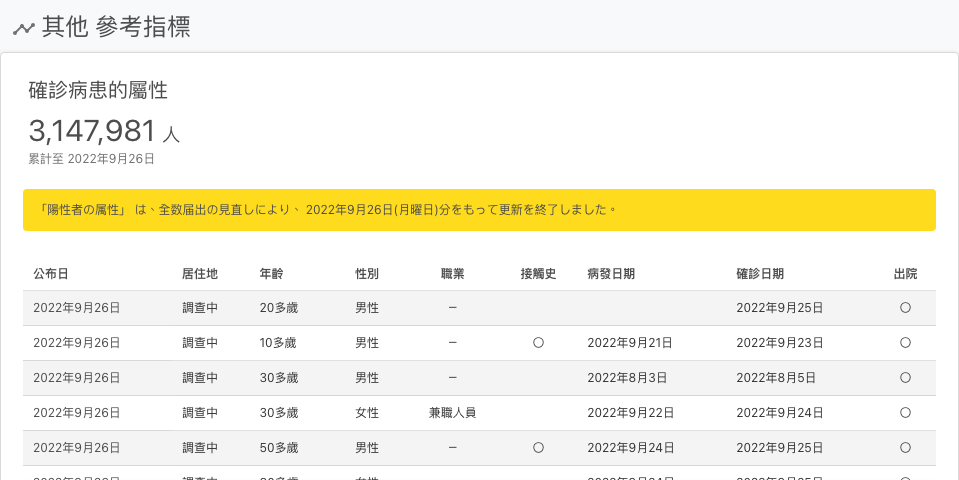 其他 參考指標
確診病患的屬性
3,147,981 人
累計至 2022年9月26日
「陽性者の属性」 は、全数届出の見直しにより、 2022年9月26日(月曜日)分をもって更新を終了しました。
公布日 居住地 年齡 性別 職業 接觸史 病發日期 確診日期 出院
2022年9月26日 調查中 20多歲 男性 － 2022年9月25日 〇
2022年9月26日 調查中 10多歲 男性 － 〇 2022年9月21日 2022年9月23日 〇
2022年9月26日 調查中 30多歲 男性 － 2022年8月3日 2022年8月5日 〇
2022年9月26日 調查中 30多歲 女性 兼職人員 2022年9月22日 2022年9月24日 〇
2022年9月26日 調查中 50多歲 男性 － 〇 2022年9月24日 2022年9月25日 〇